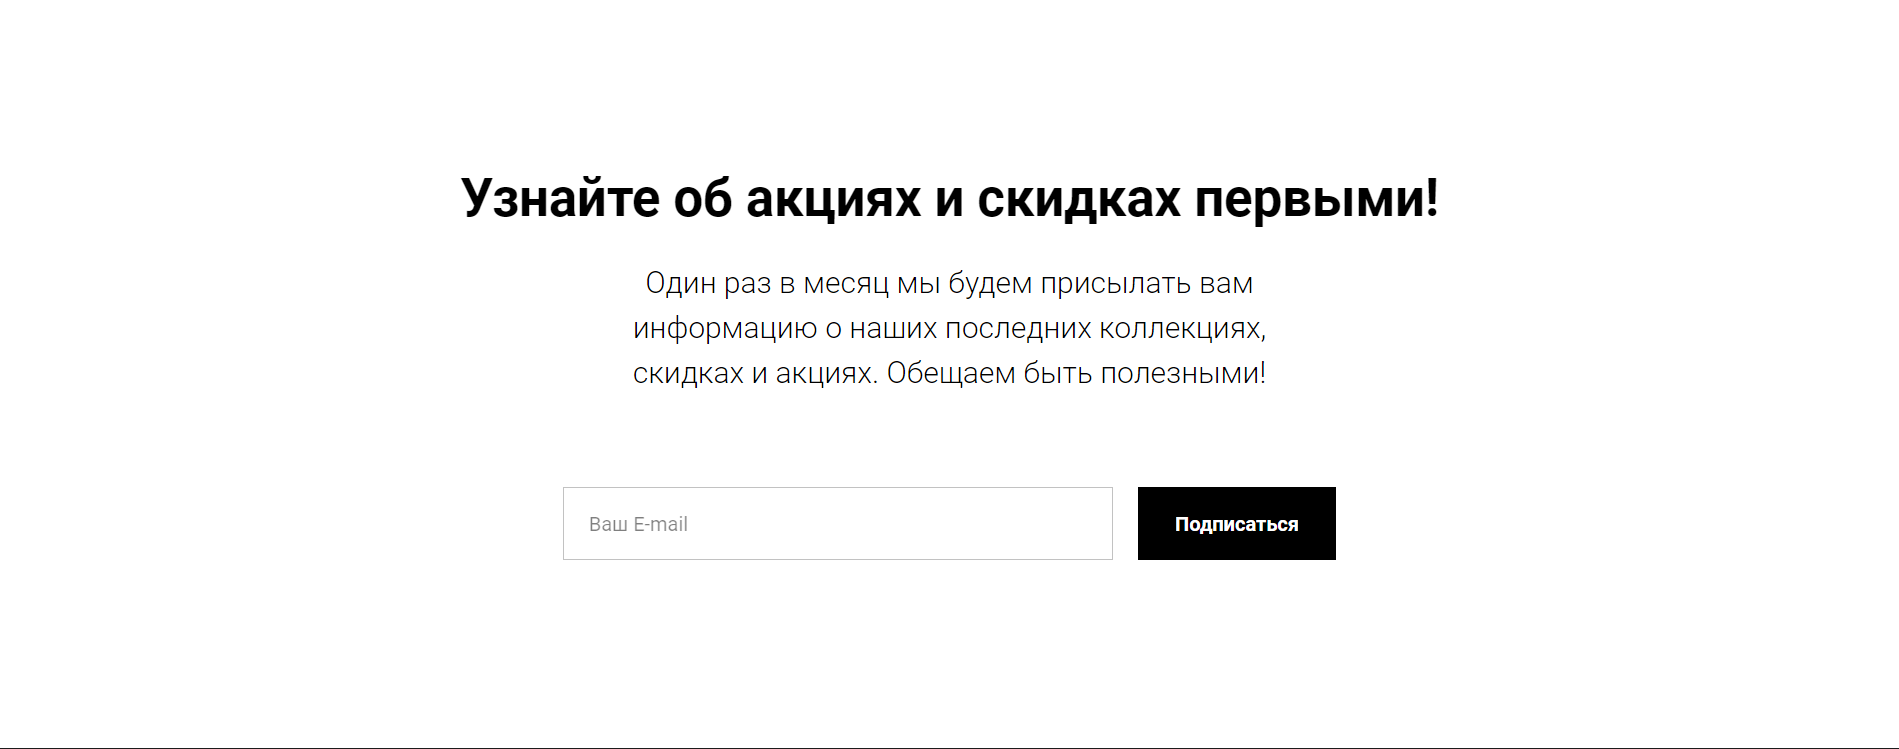 Узнайте об акциях и скидках первыми!
Один раз в месяц мы будем присылать вам
информацию о наших последних коллекциях,
скидках и акциях. Обещаем быть полезными!
Ваш E-mail
Подписаться